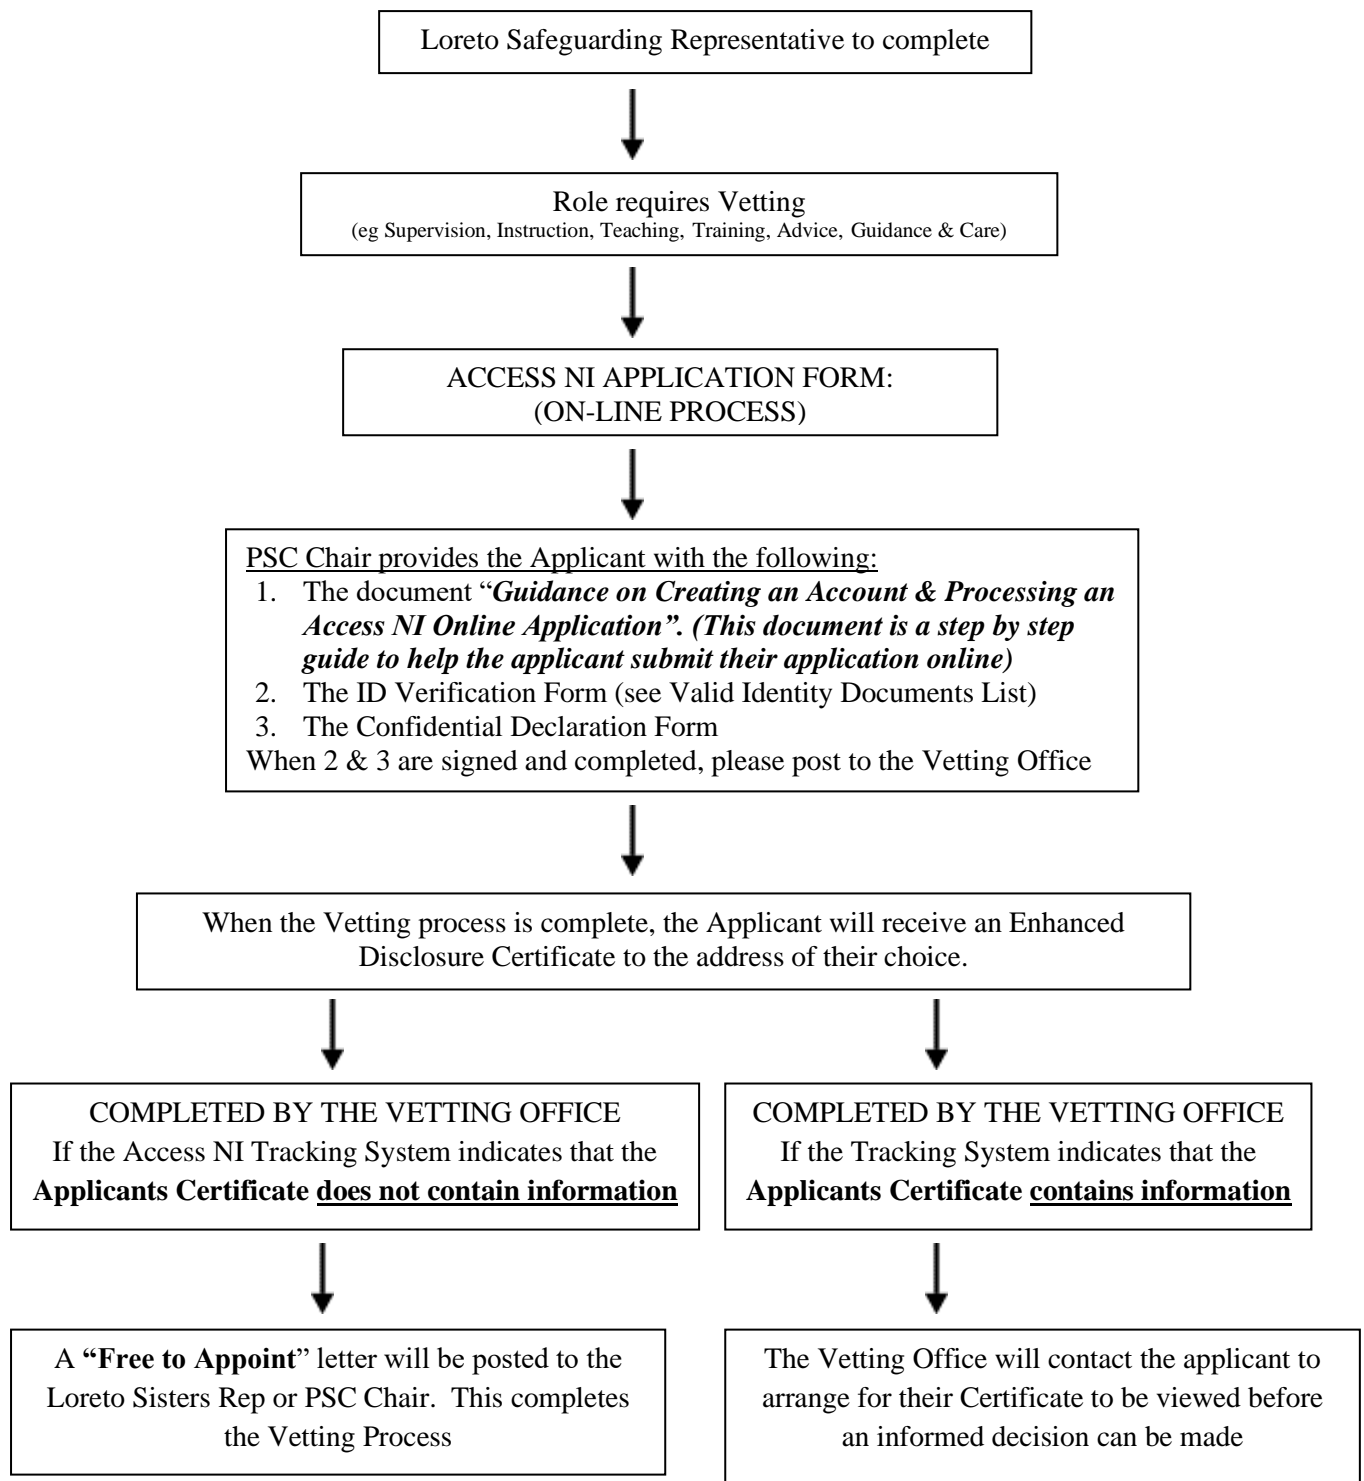 Loreto Safeguarding Representative to complete
Role requires Vetting
(eg Supervision, Instruction, Teaching, Training, Advice, Guidance & Care)
ACCESS NI APPLICATION FORM:
(ON-LINE PROCESS)
PSC Chair provides the Applicant with the following:
1. The document “Guidance on Creating an Account & Processing an
Access NI Online Application”. (This document is a step by step
guide to help the applicant submit their application online)
2. The ID Verification Form (see Valid Identity Documents List)
3. The Confidential Declaration Form
When 2 & 3 are signed and completed, please post to the Vetting Office
When the Vetting process is complete, the Applicant will receive an Enhanced
Disclosure Certificate to the address of their choice.
COMPLETED BY THE VETTING OFFICE
If the Access NI Tracking System indicates that the
Applicants Certificate does not contain information
COMPLETED BY THE VETTING OFFICE
If the Tracking System indicates that the
Applicants Certificate contains information
A “Free to Appoint” letter will be posted to the
Loreto Sisters Rep or PSC Chair. This completes
the Vetting Process
The Vetting Office will contact the applicant to
arrange for their Certificate to be viewed before
an informed decision can be made